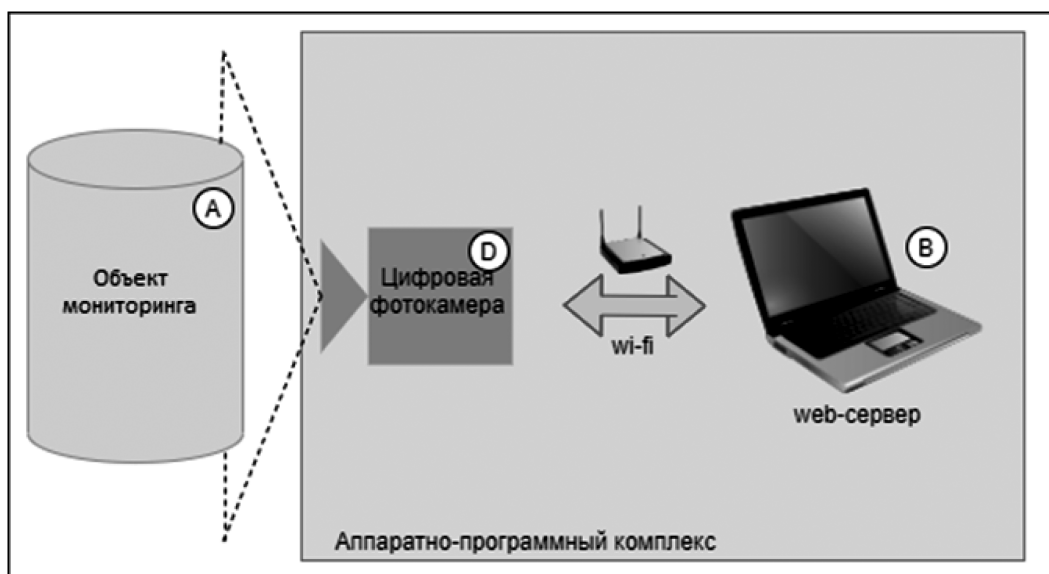 A
Объект
мониторинга
D
Цифровая
фотокамера
wi-fi
B
web-сервер
Аппаратно-программный комплекс